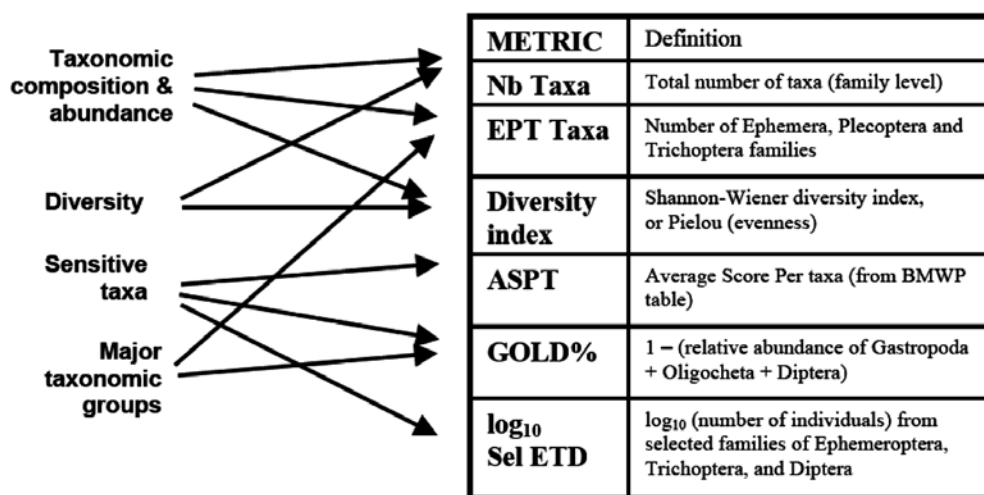 Taxonomic
composition &
abundance
Diversity
Sensitive
taxa
Major
taxonomic
groups
METRIC Definition
Nb Taxa Total number of taxa (family level)
EPT Taxa Number of Ephemera, Plecoptera and
Trichoptera families
Diversity
index
Shannon-Wiener diversity index,
or Pielou (evenness)
ASPT Average Score Per taxa (from BMWP
table)
GOLD% 1 – (relative abundance of Gastropoda
+ Oligocheta + Diptera)
log₁₀
Sel ETD
log₁₀ (number of individuals) from
selected families of Ephemeroptera,
Trichoptera, and Diptera